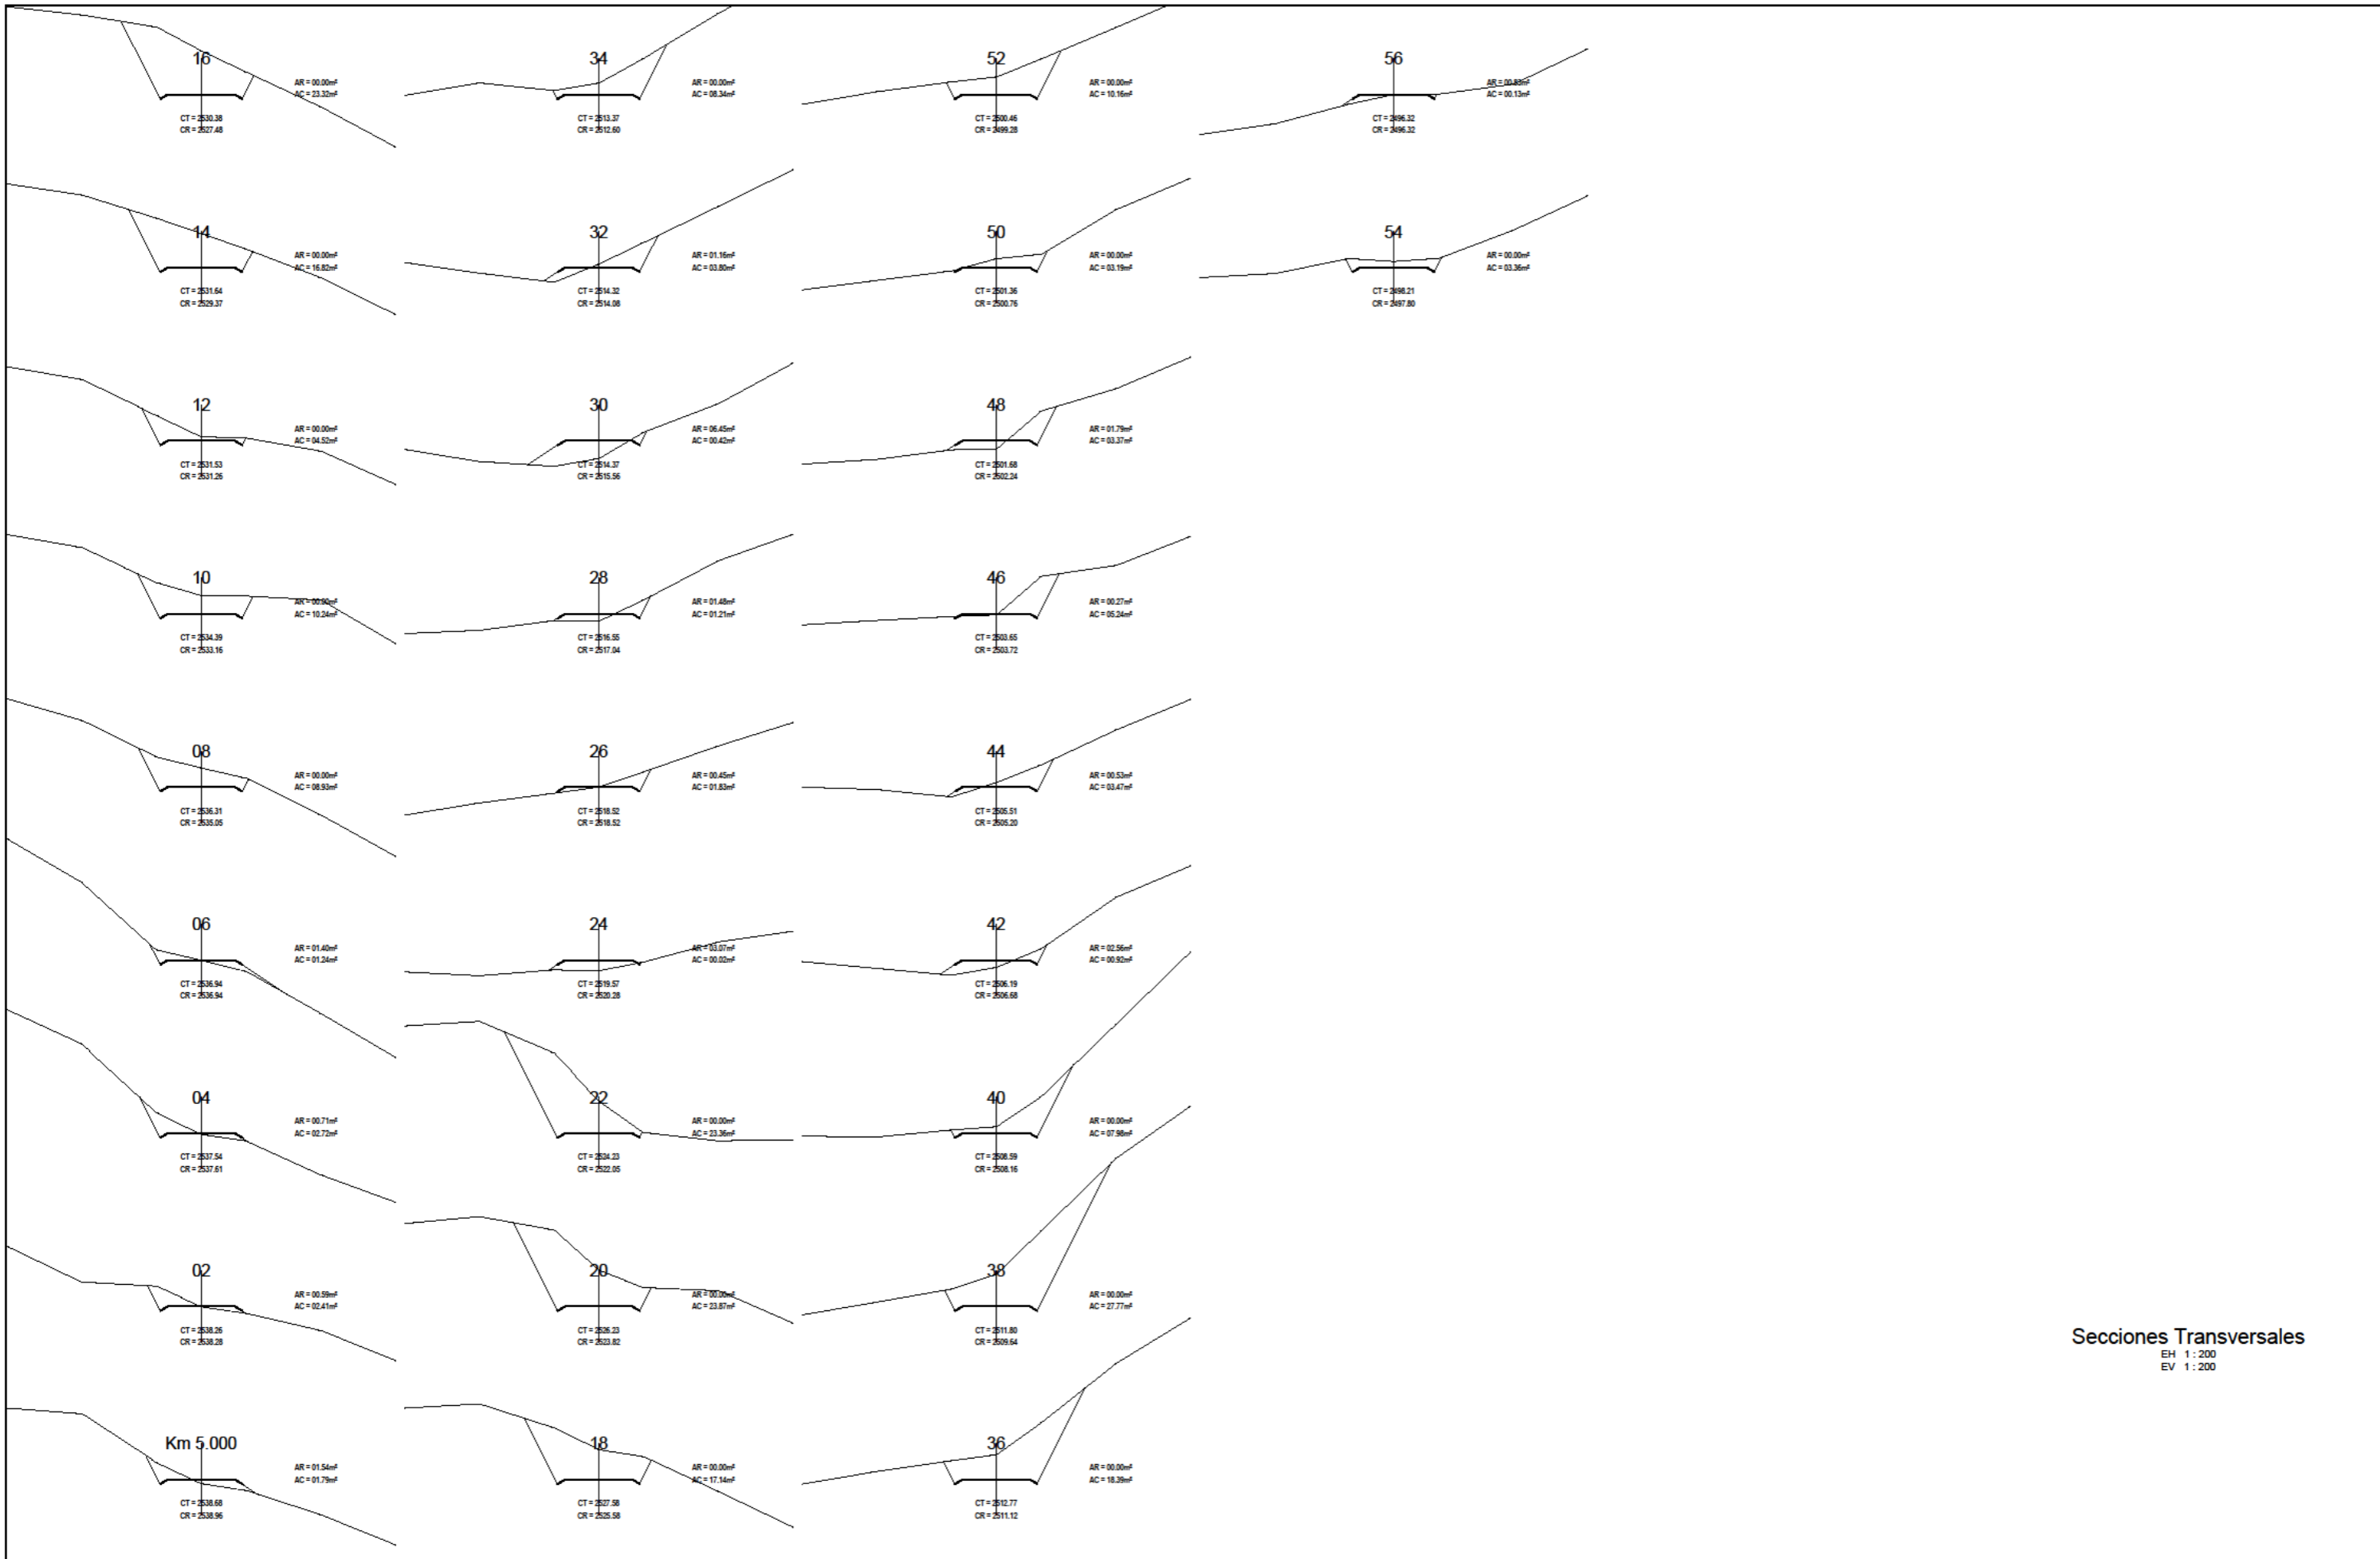 16
AR = 00.00m²
AC = 23.32m²
CT = 2530.38
CR = 2527.48
14
AR = 00.00m²
AC = 16.82m²
CT = 2531.64
CR = 2529.37
12
AR = 00.00m²
AC = 04.52m²
CT = 2531.53
CR = 2531.26
10
AR = 00.00m²
AC = 10.24m²
CT = 2534.39
CR = 2533.16
08
AR = 00.00m²
AC = 08.93m²
CT = 2536.31
CR = 2535.05
06
AR = 01.40m²
AC = 01.24m²
CT = 2536.94
CR = 2536.94
04
AR = 00.71m²
AC = 02.72m²
CT = 2537.54
CR = 2537.61
02
AR = 00.59m²
AC = 02.41m²
CT = 2538.26
CR = 2538.28
Km 5.000
AR = 01.54m²
AC = 01.79m²
CT = 2538.68
CR = 2538.96
34
AR = 00.00m²
AC = 08.34m²
CT = 2513.37
CR = 2512.60
32
AR = 01.16m²
AC = 03.80m²
CT = 2514.32
CR = 2514.08
30
AR = 06.45m²
AC = 00.42m²
CT = 2514.37
CR = 2515.56
28
AR = 01.48m²
AC = 01.21m²
CT = 2516.55
CR = 2517.04
26
AR = 00.45m²
AC = 01.83m²
CT = 2518.52
CR = 2518.52
24
AR = 03.07m²
AC = 00.02m²
CT = 2519.57
CR = 2520.28
22
AR = 00.00m²
AC = 23.36m²
CT = 2524.23
CR = 2522.05
20
AR = 00.00m²
AC = 23.87m²
CT = 2526.23
CR = 2523.82
18
AR = 00.00m²
AC = 17.14m²
CT = 2527.58
CR = 2525.58
52
AR = 00.00m²
AC = 10.16m²
CT = 2500.46
CR = 2499.28
50
AR = 00.00m²
AC = 03.19m²
CT = 2501.36
CR = 2500.76
48
AR = 01.79m²
AC = 03.37m²
CT = 2501.68
CR = 2502.24
46
AR = 00.27m²
AC = 05.24m²
CT = 2503.65
CR = 2503.72
44
AR = 00.53m²
AC = 03.47m²
CT = 2505.51
CR = 2505.20
42
AR = 02.56m²
AC = 00.92m²
CT = 2506.19
CR = 2506.68
40
AR = 00.00m²
AC = 07.98m²
CT = 2508.59
CR = 2508.16
38
AR = 00.00m²
AC = 27.77m²
CT = 2511.80
CR = 2509.64
36
AR = 00.00m²
AC = 18.39m²
CT = 2512.77
CR = 2511.12
56
AR = 00.83m²
AC = 00.13m²
CT = 2496.32
CR = 2496.32
54
AR = 00.00m²
AC = 03.36m²
CT = 2498.21
CR = 2497.80
Secciones Transversales
EH 1 : 200
EV 1 : 200